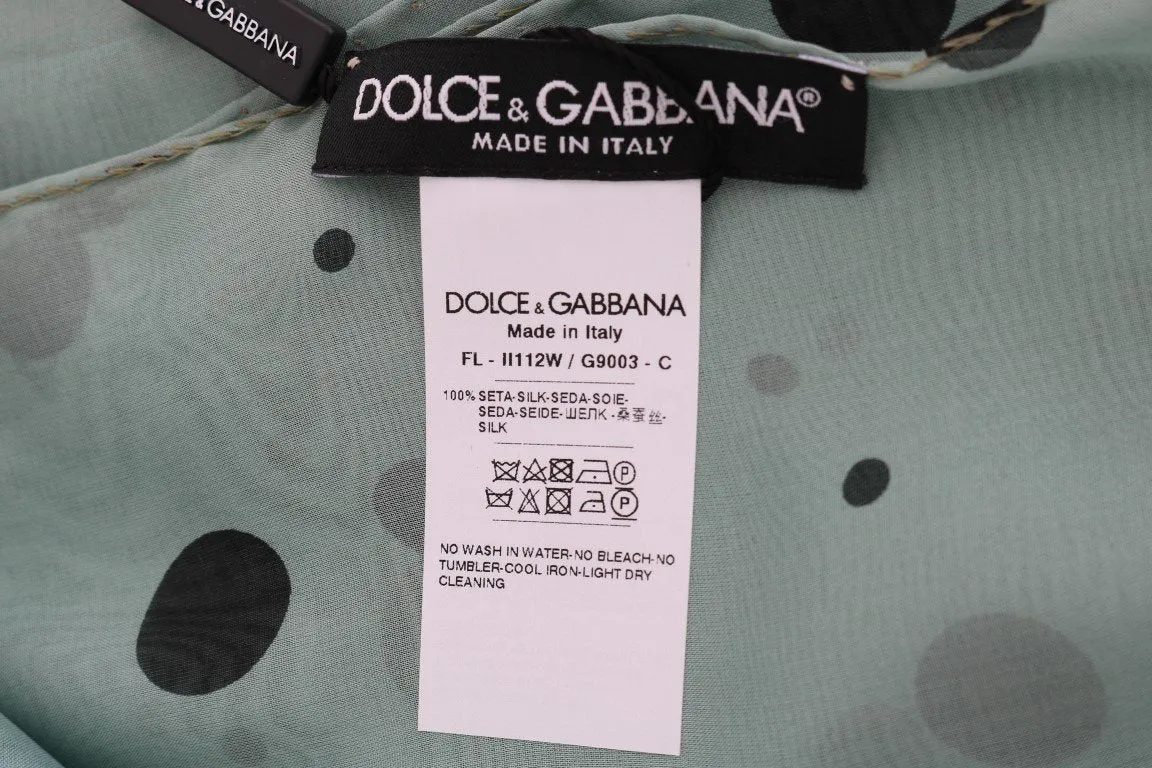 & GABBANA
DOLCE & GABBANA®
MADE IN ITALY
DOLCE & GABBANA
Made in Italy
FL - II112W / G9003 - C
100% SETA-SILK-SEDA-SOIE-
SEDA-SEIDE-ШЕЛК -桑蚕丝-
SILK
P
P
NO WASH IN WATER-NO BLEACH-NO
TUMBLER-COOL IRON-LIGHT DRY
CLEANING